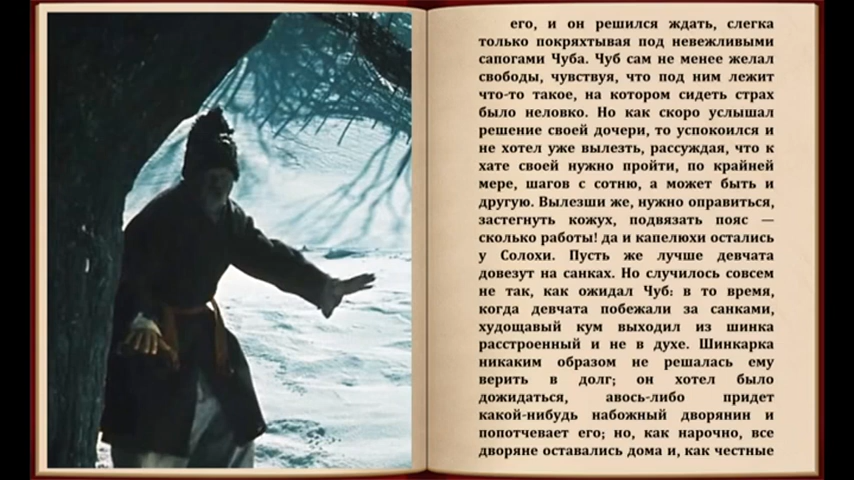 его, и он решился ждать, слегка
только покряхтывая под невежливыми
сапогами Чуба. Чуб сам не менее желал
свободы, чувствуя, что под ним лежит
что-то такое, на котором сидеть страх
было неловко. Но как скоро услышал
решение своей дочери, то успокоился и
не хотел уже вылезть, рассуждая, что к
хате своей нужно пройти, по крайней
мере, шагов с сотню, а может быть и
другую. Вылезши же, нужно оправиться,
застегнуть кожух, подвязать пояс —
сколько работы! да и капелюхи остались
у Солохи. Пусть же лучше девчата
довезут на санках. Но случилось совсем
не так, как ожидал Чуб: в то время,
когда девчата побежали за санками,
худощавый кум выходил из шинка
расстроенный и не в духе. Шинкарка
никаким образом не решалась ему
верить в долг; он хотел было
дожидаться, авось-либо придет
какой-нибудь набожный дворянин и
попотчевает его; но, как нарочно, все
дворяне оставались дома и, как честные